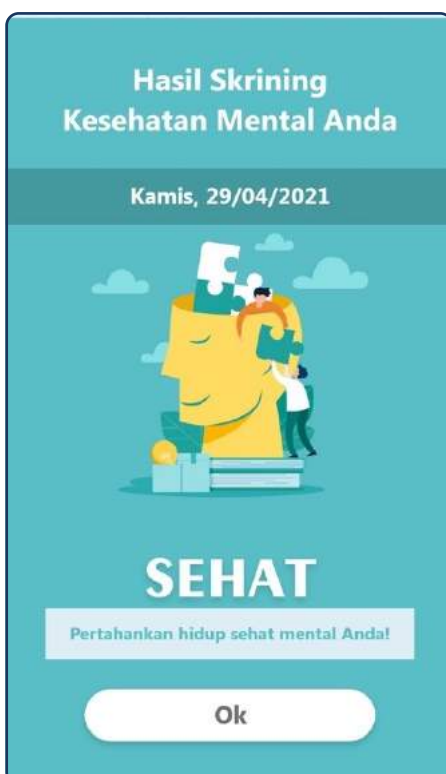 Hasil Skrining
Kesehatan Mental Anda
Kamis, 29/04/2021
SEHAT
Pertahankan hidup sehat mental Anda!
Ok